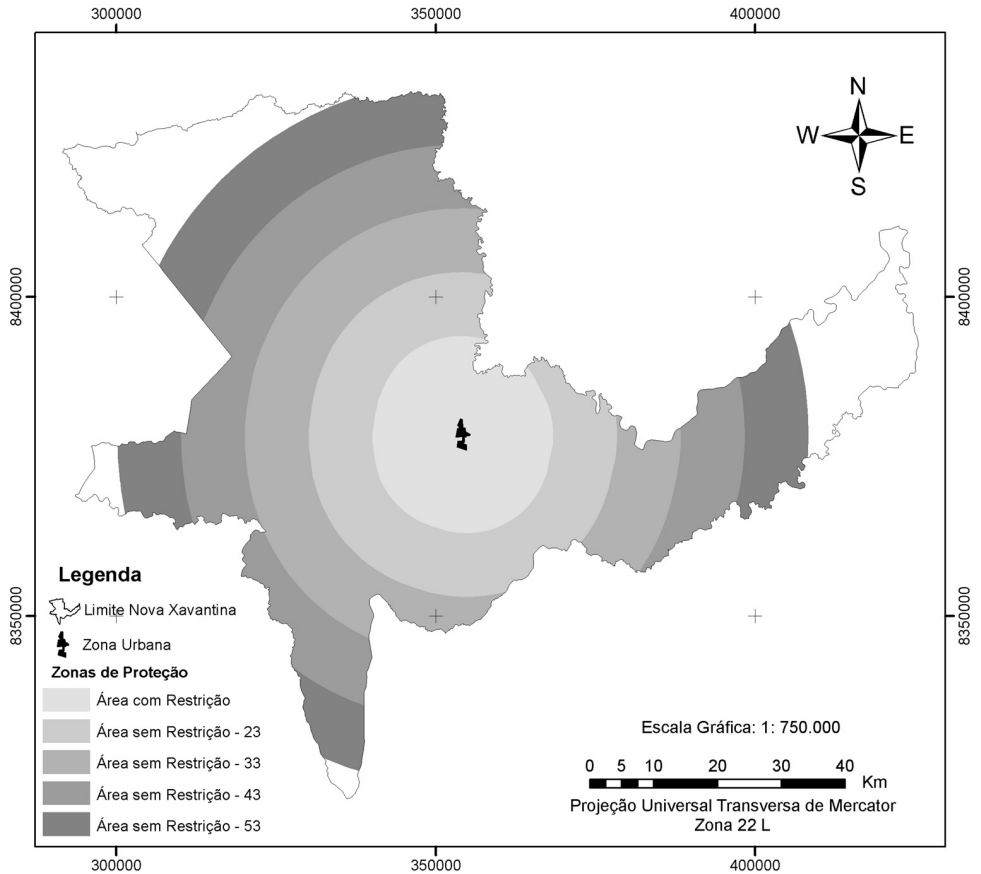 300000 350000 400000
N
W E
S
8400000 8400000
8350000 8350000
Legenda
Limite Nova Xavantina
Zona Urbana
Zonas de Proteção
Área com Restrição
Área sem Restrição - 23
Área sem Restrição - 33
Área sem Restrição - 43
Área sem Restrição - 53
Escala Gráfica: 1: 750.000
0 5 10 20 30 40
Km
Projeção Universal Transversa de Mercator
Zona 22 L
300000 350000 400000